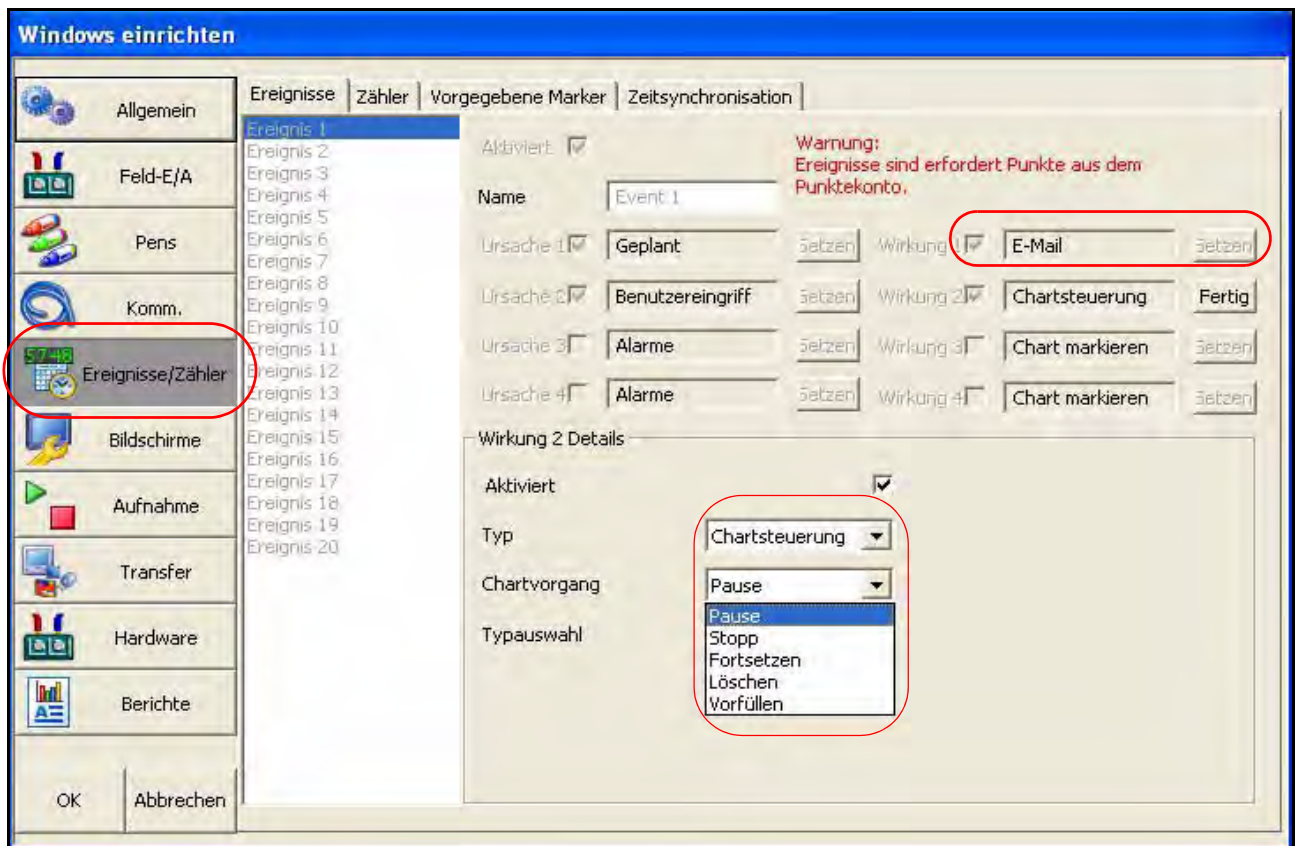 Windows einrichten
Allgemein
Feld-E/A
Pens
Komm.
57:48
Ereignisse/Zähler
Bildschirme
Aufnahme
Transfer
Hardware
Berichte
OK
Abbrechen
Ereignisse
Zähler
Vorgegebene Marker
Zeitsynchronisation
Ereignis 1
Ereignis 2
Ereignis 3
Ereignis 4
Ereignis 5
Ereignis 6
Ereignis 7
Ereignis 8
Ereignis 9
Ereignis 10
Ereignis 11
Ereignis 12
Ereignis 13
Ereignis 14
Ereignis 15
Ereignis 16
Ereignis 17
Ereignis 18
Ereignis 19
Ereignis 20
Aktiviert
Warnung:
Ereignisse sind erfordert Punkte aus dem
Punktekonto.
Name
Event 1
Ursache 1 Geplant Setzen Wirkung 1 E-Mail Setzen
Ursache 2 Benutzereingriff Setzen Wirkung 2 Chartsteuerung Fertig
Ursache 3 Alarme Setzen Wirkung 3 Chart markieren Setzen
Ursache 4 Alarme Setzen Wirkung 4 Chart markieren Setzen
Wirkung 2 Details
Aktiviert
Typ Chartsteuerung
Chartvorgang Pause
Pause
Typauswahl Stopp
Fortsetzen
Löschen
Vorfüllen